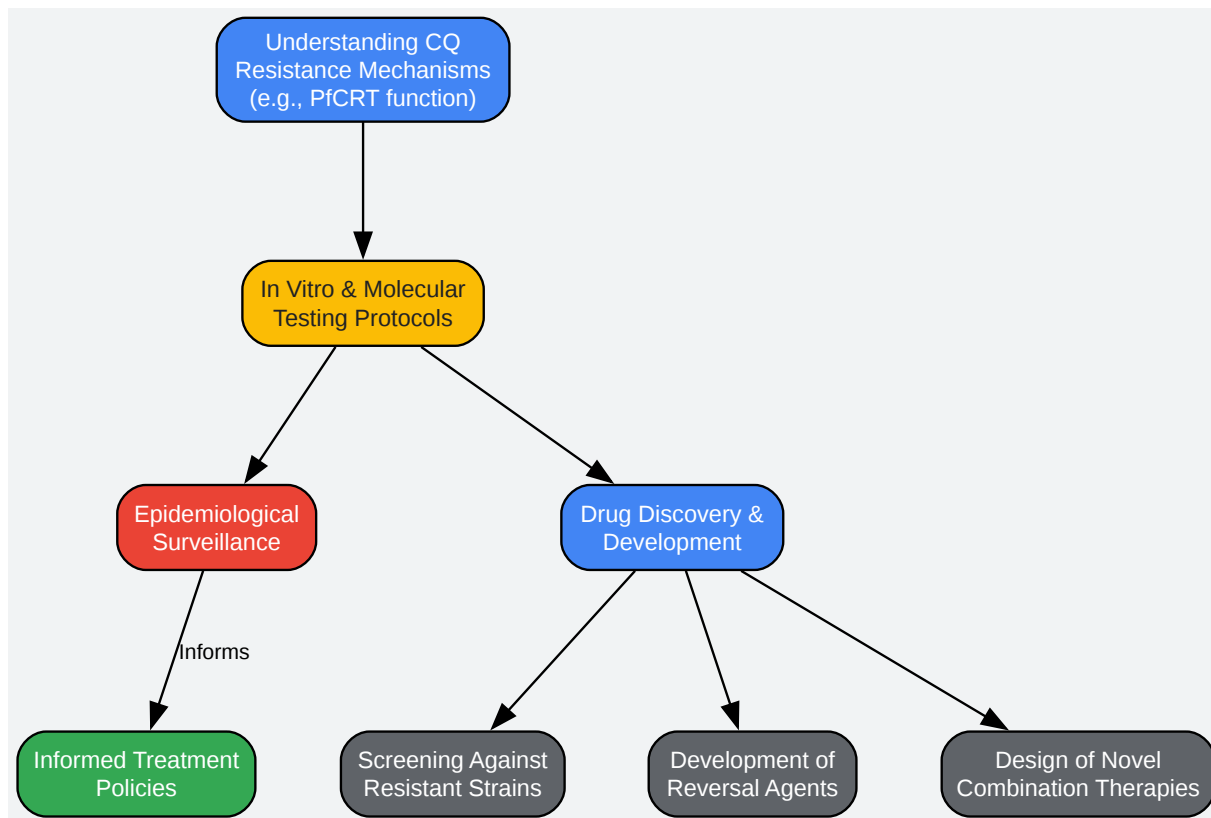 Understanding CQ
Resistance Mechanisms
(e.g., PfCRT function)
In Vitro & Molecular
Testing Protocols
Epidemiological
Surveillance
Drug Discovery &
Development
Informs
Informed Treatment
Policies
Screening Against
Resistant Strains
Development of
Reversal Agents
Design of Novel
Combination Therapies